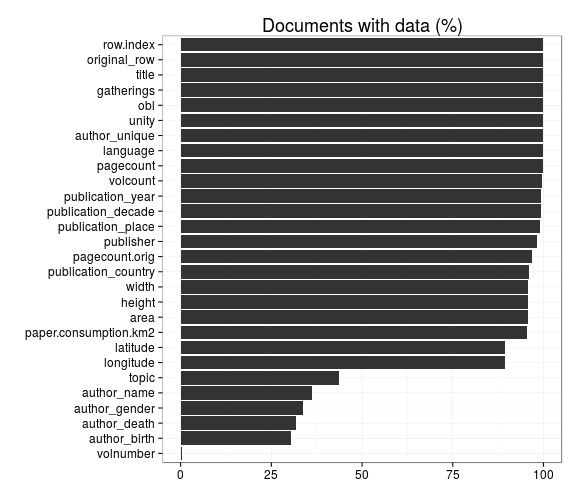 Documents with data (%)
row.index
original_row
title
gatherings
obl
unity
author_unique
language
pagecount
volcount
publication_year
publication_decade
publication_place
publisher
pagecount.orig
publication_country
width
height
area
paper.consumption.km2
latitude
longitude
topic
author_name
author_gender
author_death
author_birth
volnumber
0 25 50 75 100